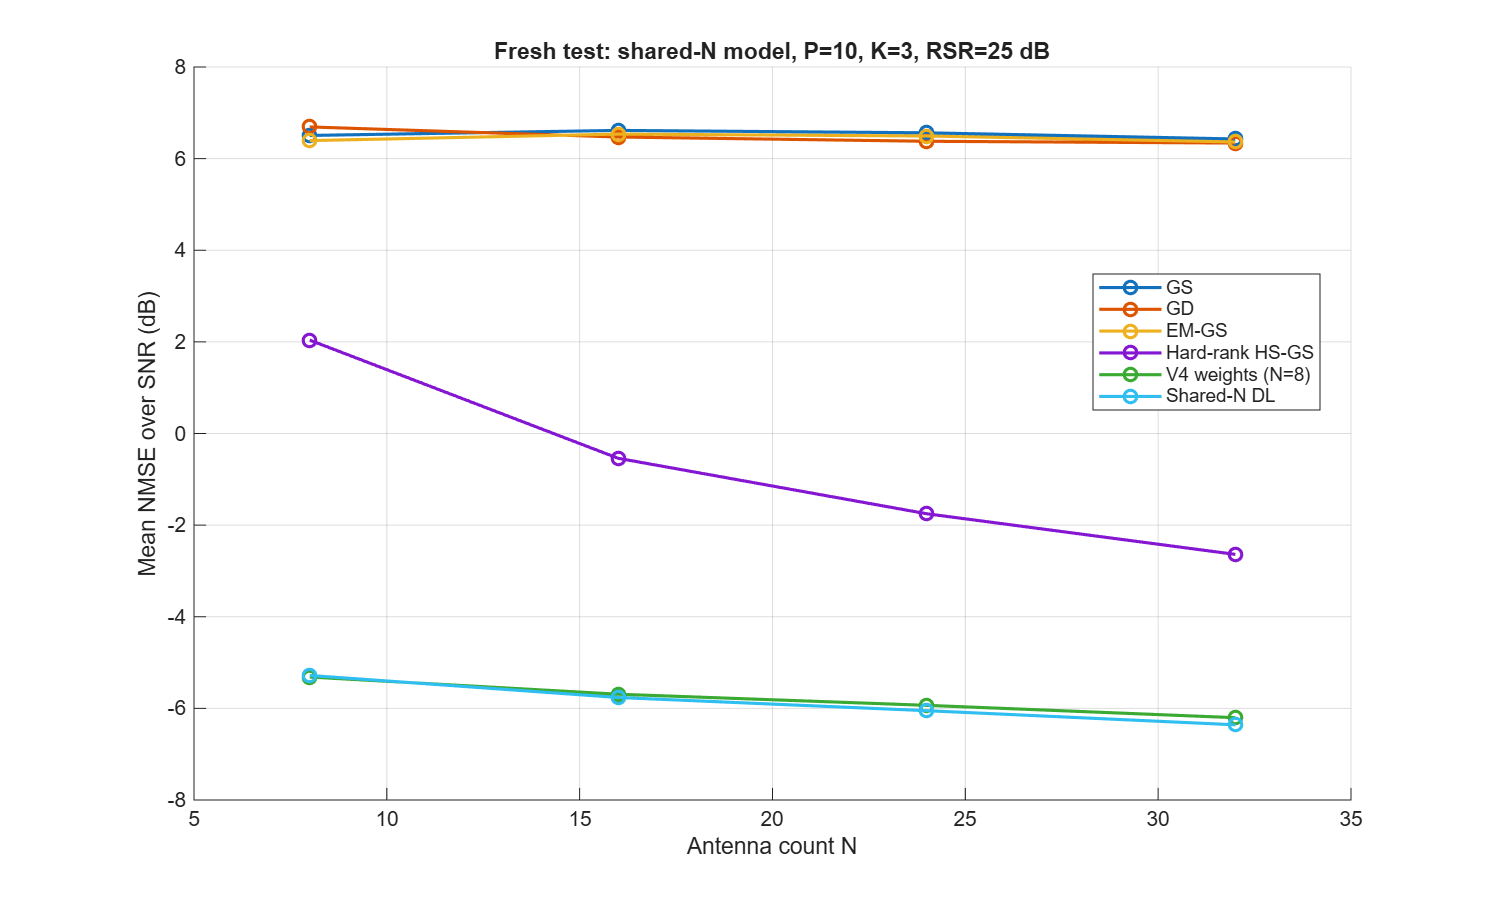 Fresh test: shared-N model, P=10, K=3, RSR=25 dB
Mean NMSE over SNR (dB)
8
6
4
2
0
-2
-4
-6
-8
GS
GD
EM-GS
Hard-rank HS-GS
V4 weights (N=8)
Shared-N DL
5 10 15 20 25 30 35
Antenna count N